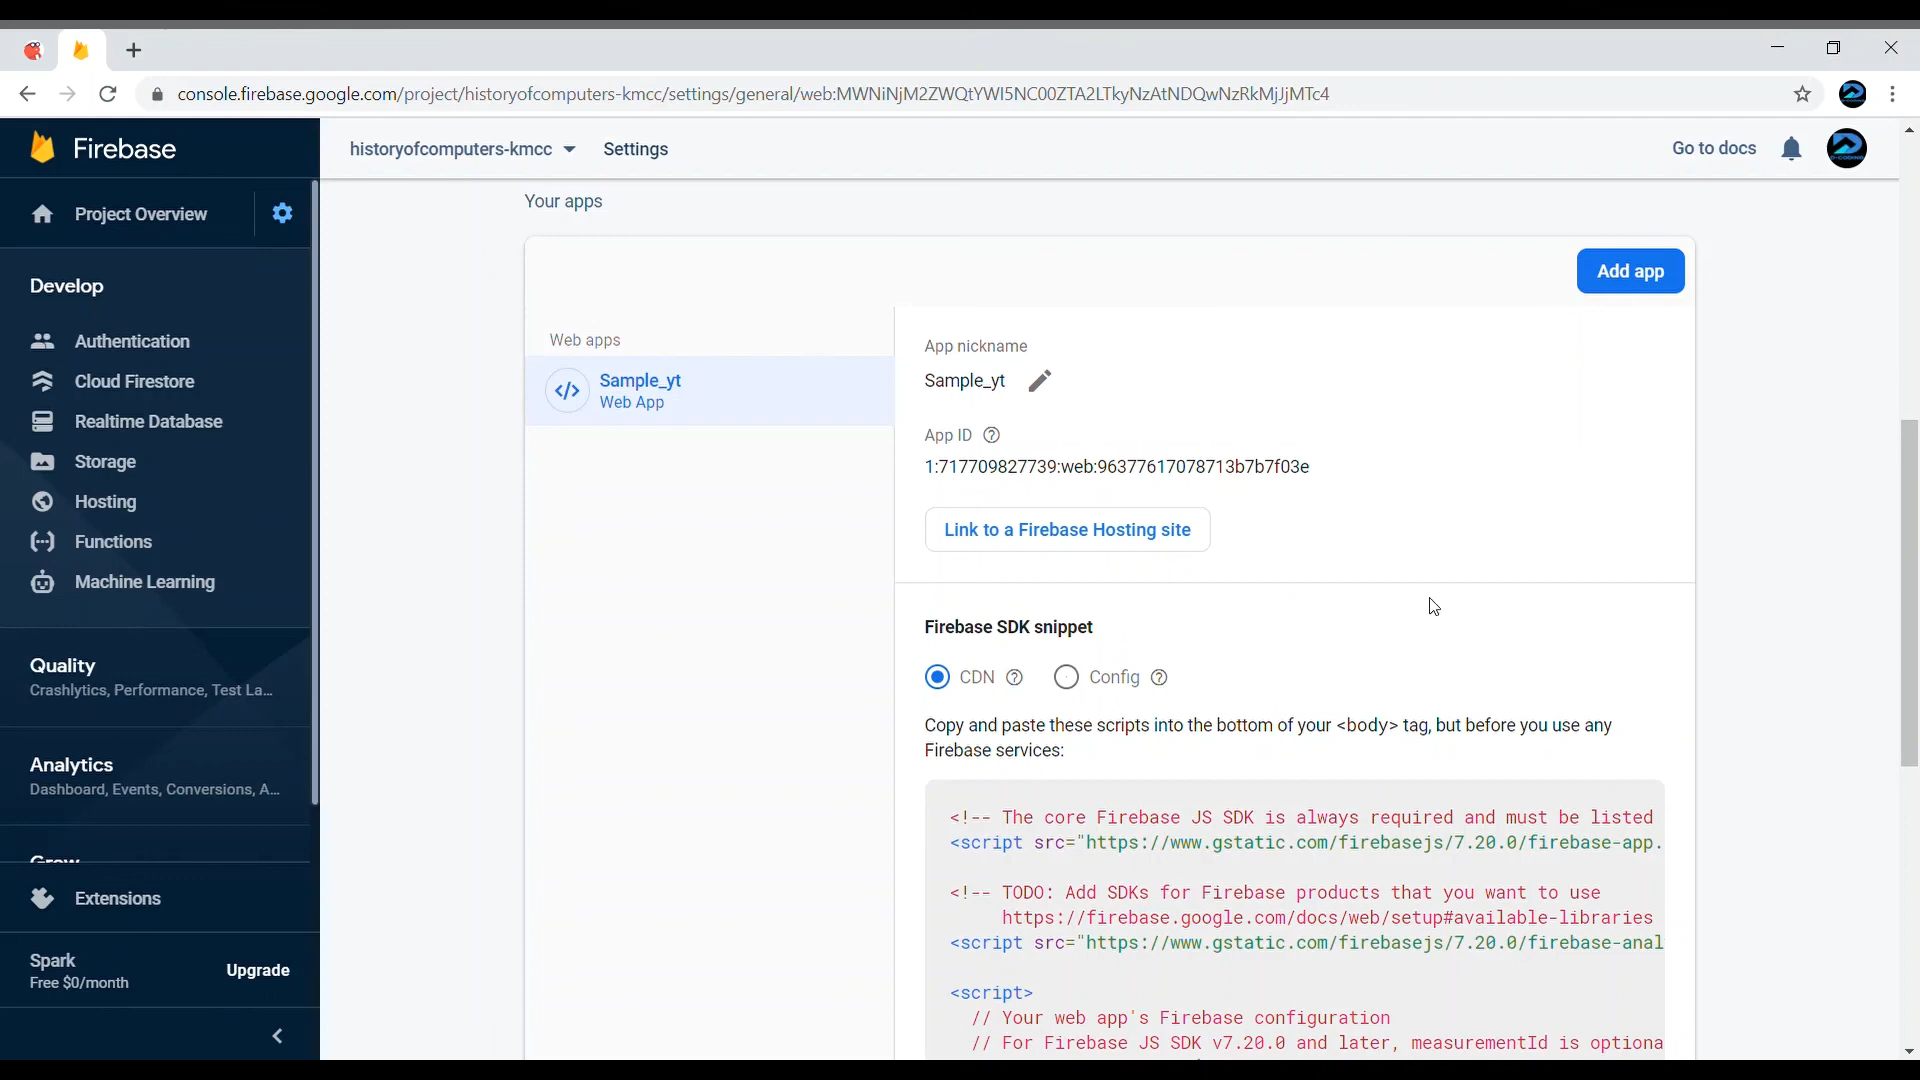 console.firebase.google.com/project/historyofcomputers-kmcc/settings/general/web:MWNiNjM2ZWQtYWI5NC00ZTA2LTkyNzAtNDQwNzRkMjJjMTc4
Firebase
historyofcomputers-kmcc
Settings
Go to docs
Project Overview
Develop
Authentication
Cloud Firestore
Realtime Database
Storage
Hosting
Functions
Machine Learning
Quality
Crashlytics, Performance, Test La...
Analytics
Dashboard, Events, Conversions, A...
Grow
Extensions
Spark
Free $0/month
Upgrade
Your apps
Add app
Web apps
Sample_yt
Web App
App nickname
Sample_yt
App ID
1:717709827739:web:96377617078713b7b7f03e
Link to a Firebase Hosting site
Firebase SDK snippet
CDN
Config
Copy and paste these scripts into the bottom of your <body> tag, but before you use any
Firebase services:
<!-- The core Firebase JS SDK is always required and must be listed
<script src="https://www.gstatic.com/firebasejs/7.20.0/firebase-app.
<!-- TODO: Add SDKs for Firebase products that you want to use
https://firebase.google.com/docs/web/setup#available-libraries
<script src="https://www.gstatic.com/firebasejs/7.20.0/firebase-anal
<script>
// Your web app's Firebase configuration
// For Firebase JS SDK v7.20.0 and later, measurementId is optiona